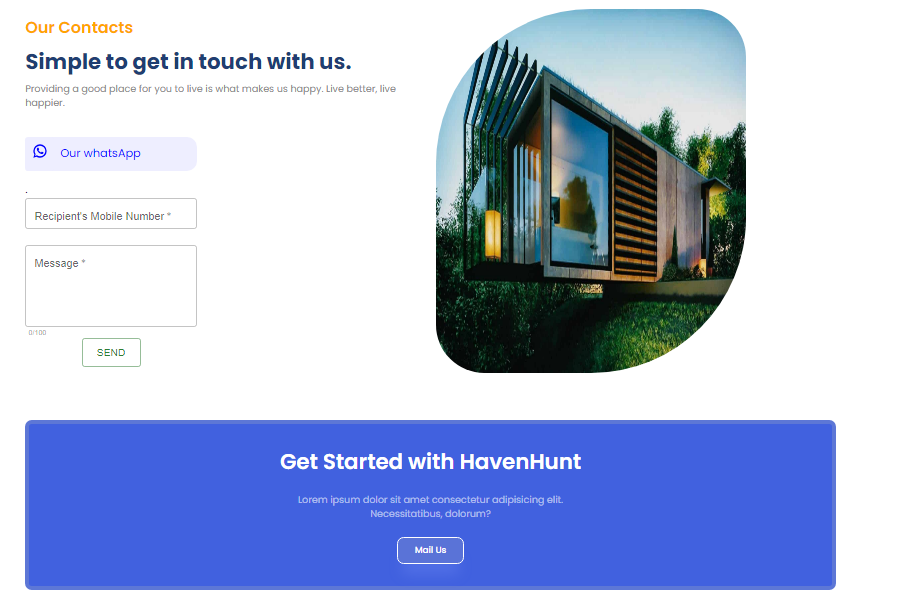 Our Contacts
Simple to get in touch with us.
Providing a good place for you to live is what makes us happy. Live better, live
happier.
Our whatsApp
.
Recipient's Mobile Number *
Message *
0/100
SEND
Get Started with HavenHunt
Lorem ipsum dolor sit amet consectetur adipisicing elit.
Necessitatibus, dolorum?
Mail Us